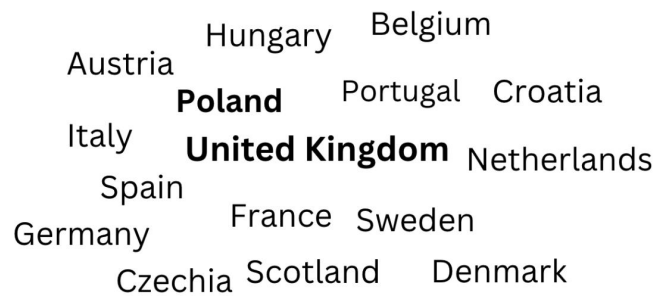 Hungary Belgium
Austria
Poland Portugal Croatia
Italy United Kingdom Netherlands
Spain
France Sweden
Germany
Czechia Scotland Denmark